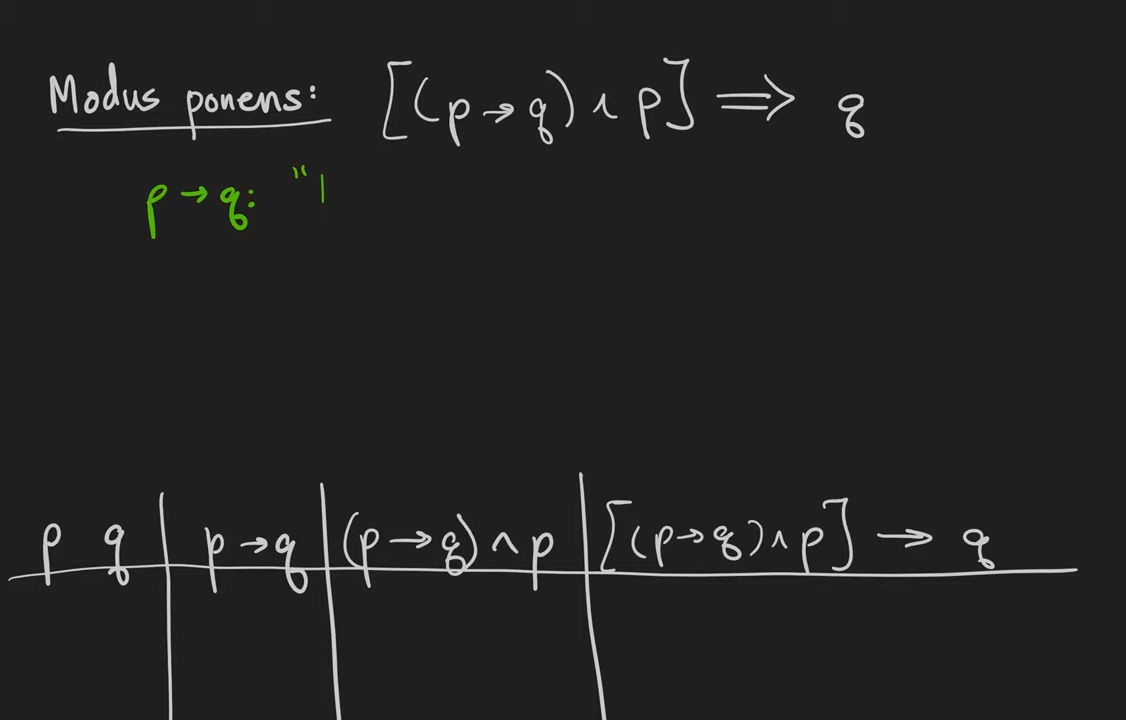 Modus ponens: [(p → q) ∧ p] ⟹ q
p → q: "I
p q | p → q | (p → q) ∧ p | [(p → q) ∧ p] → q